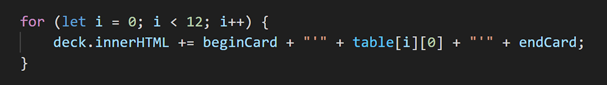 for (let i = 0; i < 12; i++) {
    deck.innerHTML += beginCard + "'" + table[i][0] + "'" + endCard;
}